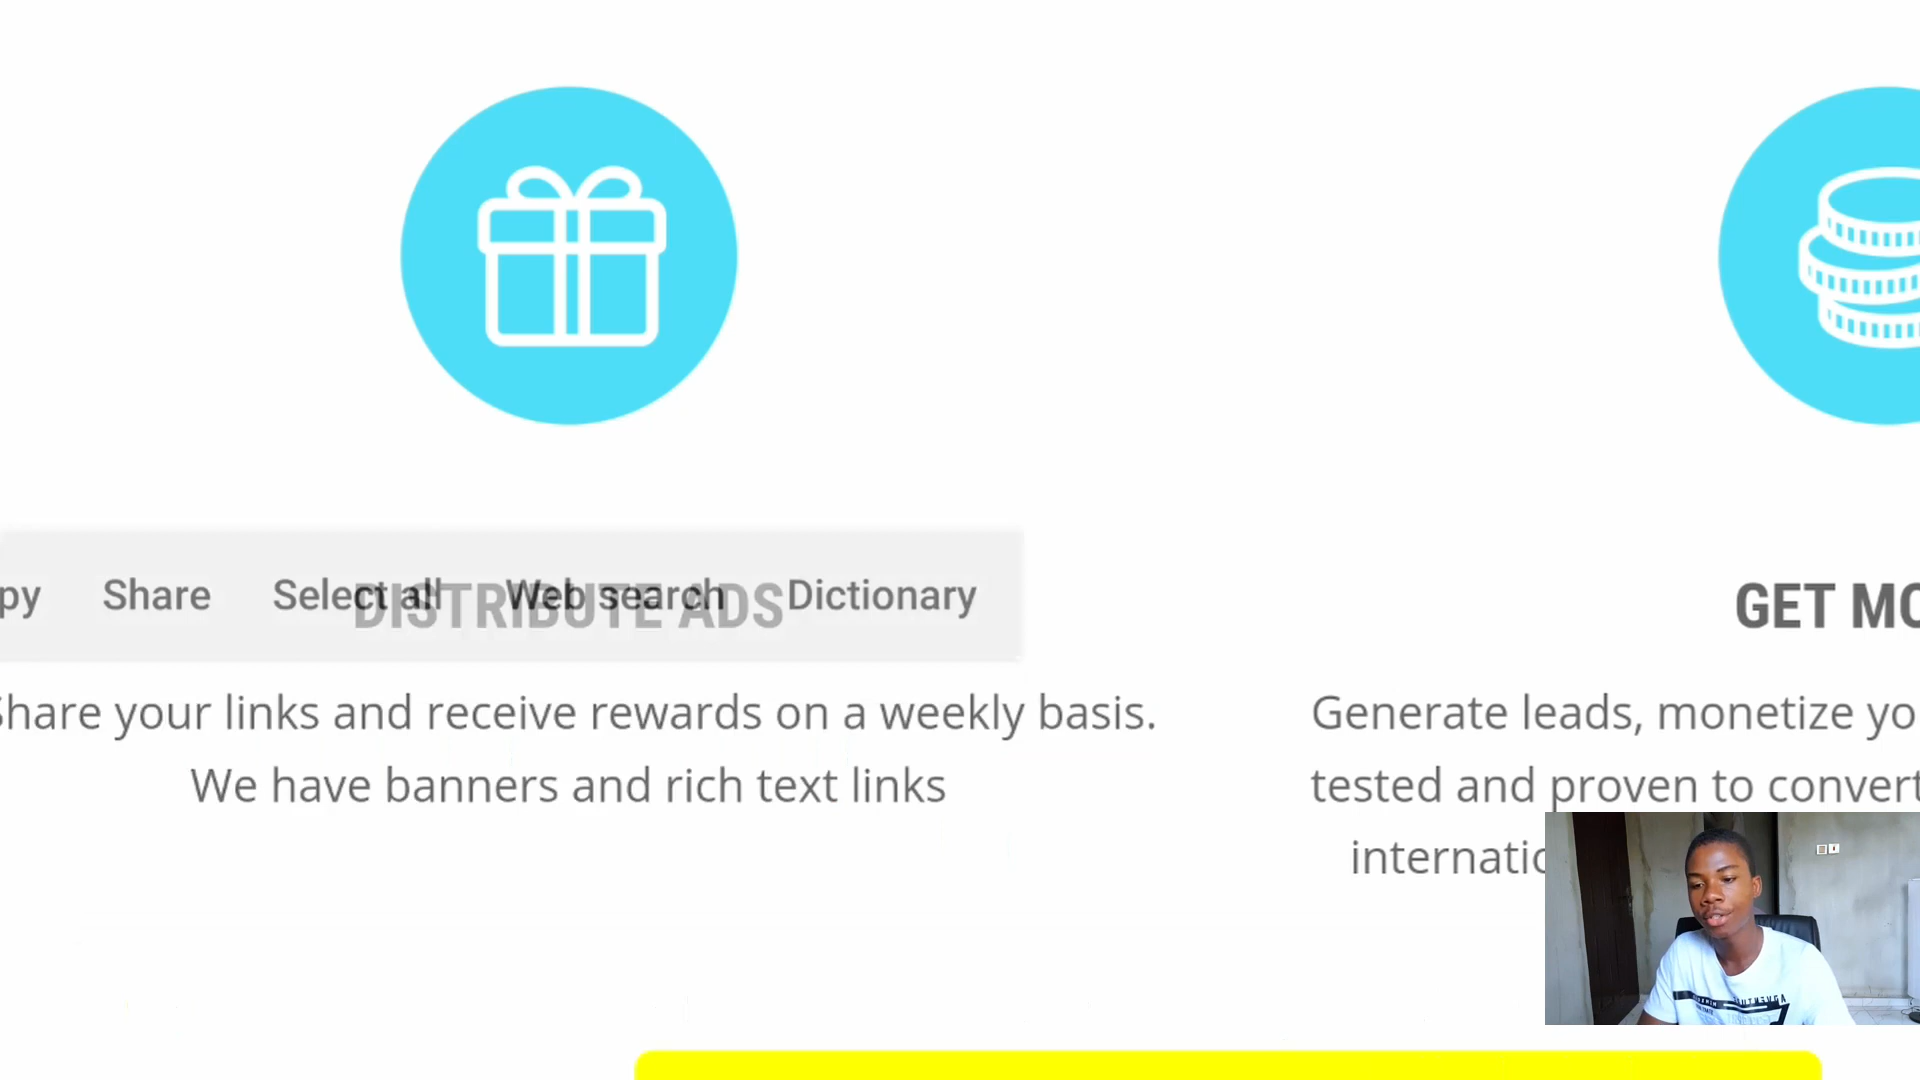 py Share Select all Web search Dictionary
DISTRIBUTE ADS
GET MO
Share your links and receive rewards on a weekly basis.
We have banners and rich text links
Generate leads, monetize yo
tested and proven to convert
internatio